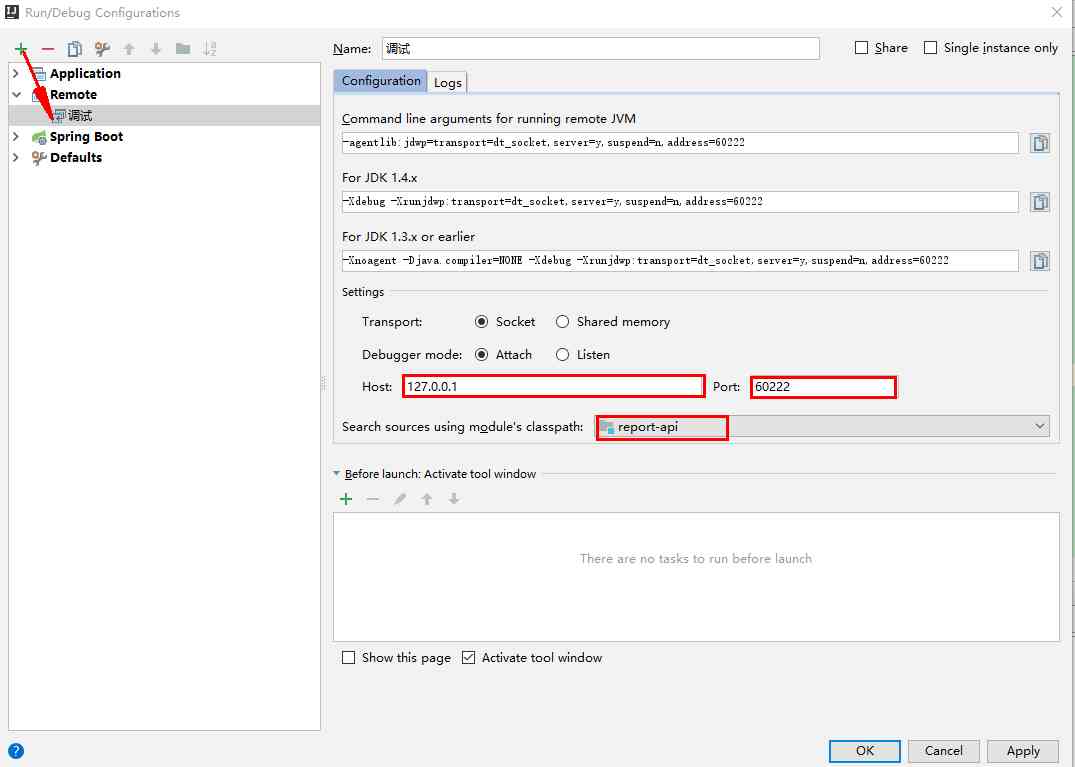 Run/Debug Configurations
Name: 调试
Share
Single instance only
Application
Remote
调试
Spring Boot
Defaults
Configuration
Logs
Command line arguments for running remote JVM
-agentlib:jdwp=transport=dt_socket,server=y,suspend=n,address=60222
For JDK 1.4.x
-Xdebug -Xrunjdwp:transport=dt_socket,server=y,suspend=n,address=60222
For JDK 1.3.x or earlier
-Xnoagent -Djava.compiler=NONE -Xdebug -Xrunjdwp:transport=dt_socket,server=y,suspend=n,address=60222
Settings
Transport: Socket Shared memory
Debugger mode: Attach Listen
Host: 127.0.0.1 Port: 60222
Search sources using module's classpath: report-api
Before launch: Activate tool window
There are no tasks to run before launch
Show this page Activate tool window
? OK Cancel Apply